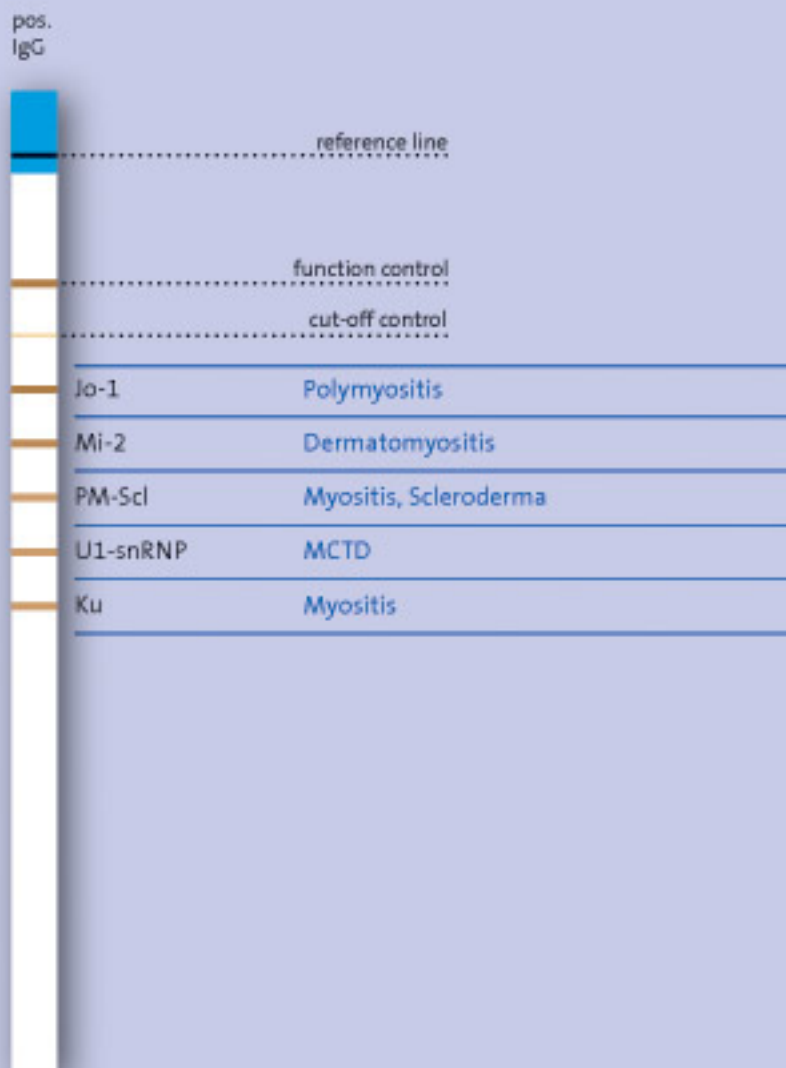 pos.
IgG
reference line
function control
cut-off control
Jo-1 Polymyositis
Mi-2 Dermatomyositis
PM-Scl Myositis, Scleroderma
U1-snRNP MCTD
Ku Myositis